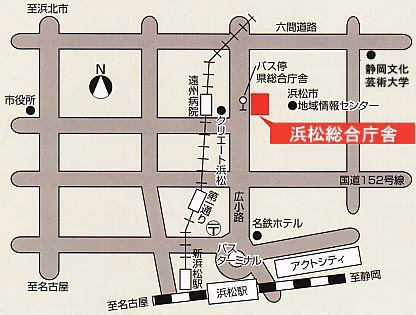 至浜北市
六間道路
バス停
県総合庁舎
静岡文化
芸術大学
N
遠州病院
浜松市
地域情報センター
市役所
クリエート浜松
浜松総合庁舎
国道152号線
第一通り
広小路
〒
名鉄ホテル
新浜松駅
バス
ターミナル
アクトシティ
至静岡
至名古屋
至名古屋
浜松駅